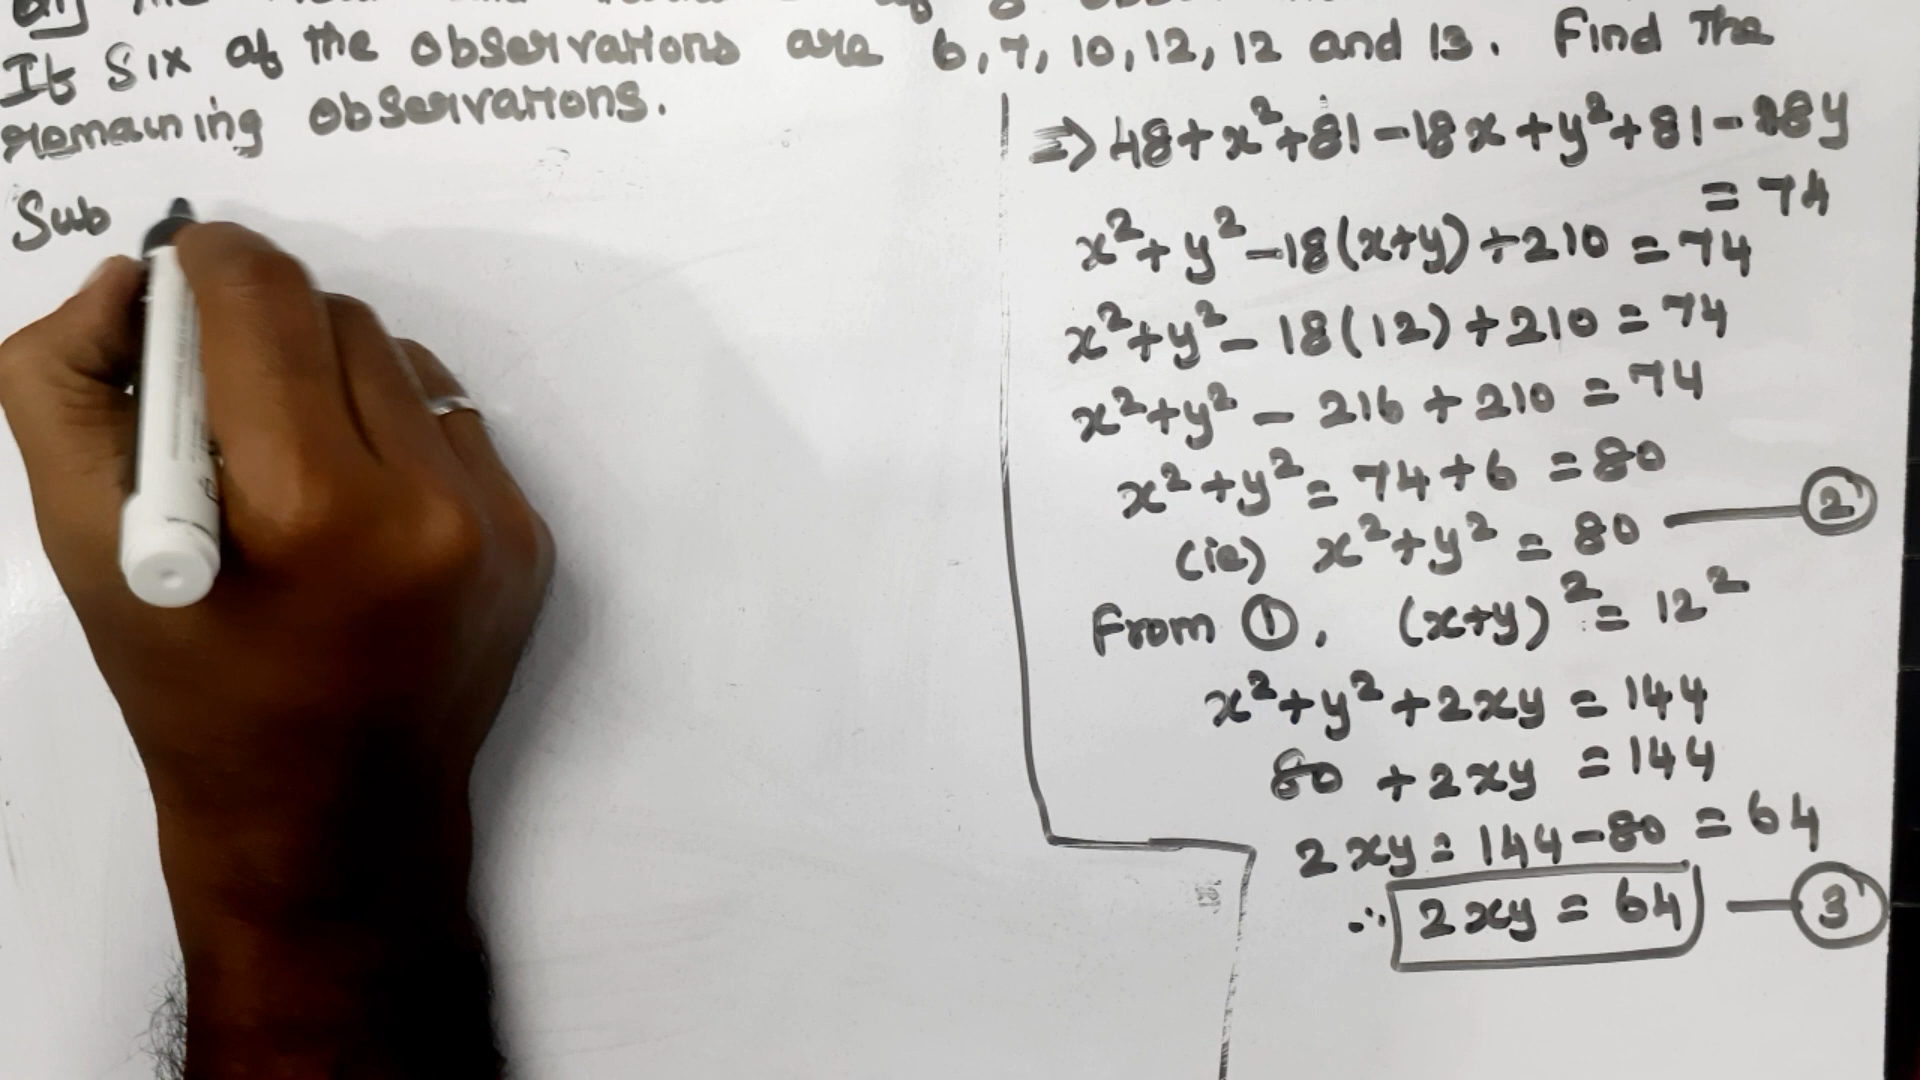 If six of the observations are 6, 7, 10, 12, 12 and 13. Find The
remaining observations.
Sub
⇒ 48 + x² + 81 - 18x + y² + 81 - 18y
= 74
x² + y² - 18(x+y) + 210 = 74
x² + y² - 18(12) + 210 = 74
x² + y² - 216 + 210 = 74
x² + y² = 74 + 6 = 80
(ie) x² + y² = 80 — ②
From ①, (x+y)² = 12²
x² + y² + 2xy = 144
80 + 2xy = 144
2xy = 144 - 80 = 64
∴ 2xy = 64 — ③